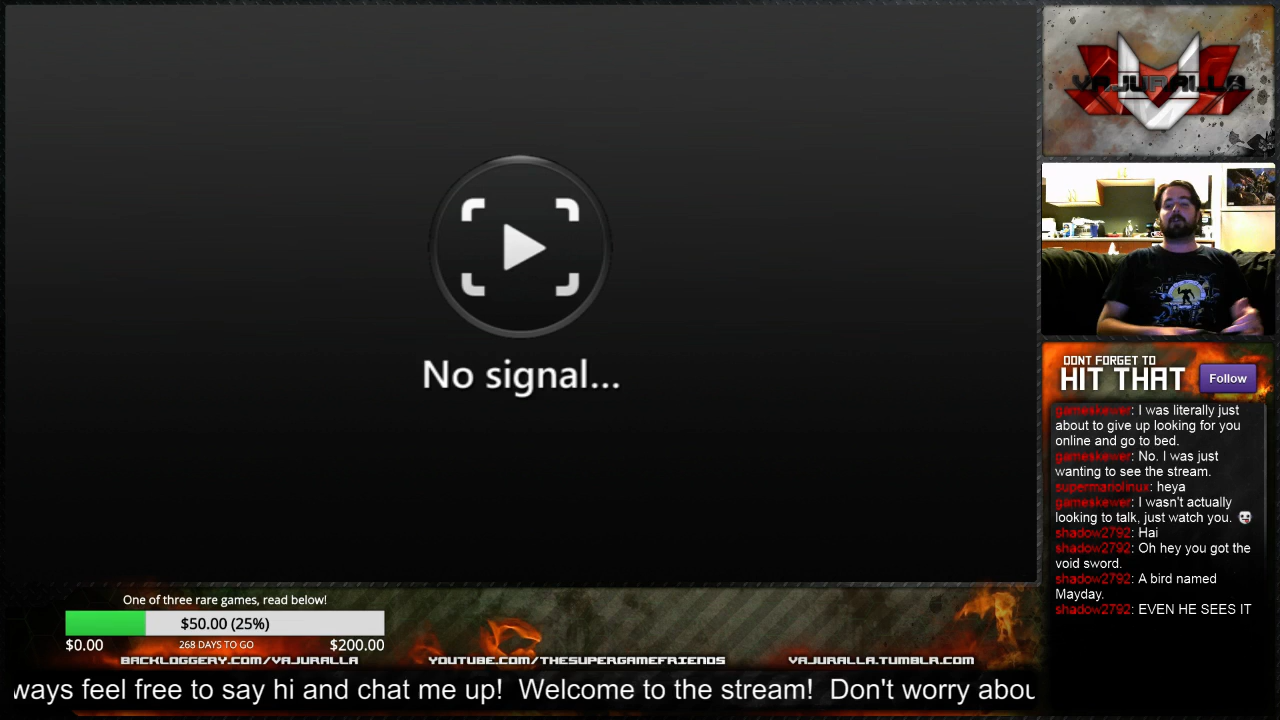 No signal...
VAJURALLA
DONT FORGET TO
HIT THAT
Follow
gameskewer: I was literally just
about to give up looking for you
online and go to bed.
gameskewer: No. I was just
wanting to see the stream.
supermariolinux: heya
gameskewer: I wasn't actually
looking to talk, just watch you.
shadow2792: Hai
shadow2792: Oh hey you got the
void sword.
shadow2792: A bird named
Mayday.
shadow2792: EVEN HE SEES IT
One of three rare games, read below!
$50.00 (25%)
$0.00 268 DAYS TO GO $200.00
BACKLOGGERY.COM/VAJURALLA YOUTUBE.COM/THESUPERGAMEFRIENDS VAJURALLA.TUMBLR.COM
ways feel free to say hi and chat me up! Welcome to the stream! Don't worry abou